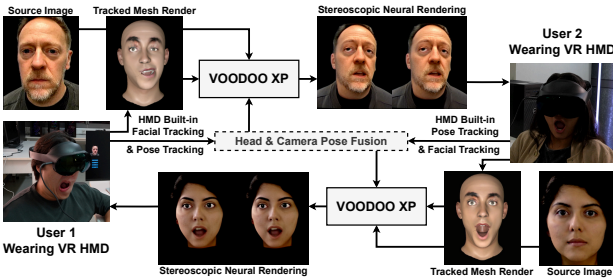 Source Image
Tracked Mesh Render
Stereoscopic Neural Rendering
User 2
Wearing VR HMD
VOODOO XP
HMD Built-in
Facial Tracking
& Pose Tracking
Head & Camera Pose Fusion
HMD Built-in
Pose Tracking
& Facial Tracking
VOODOO XP
User 1
Wearing VR HMD
Stereoscopic Neural Rendering
Tracked Mesh Render
Source Image